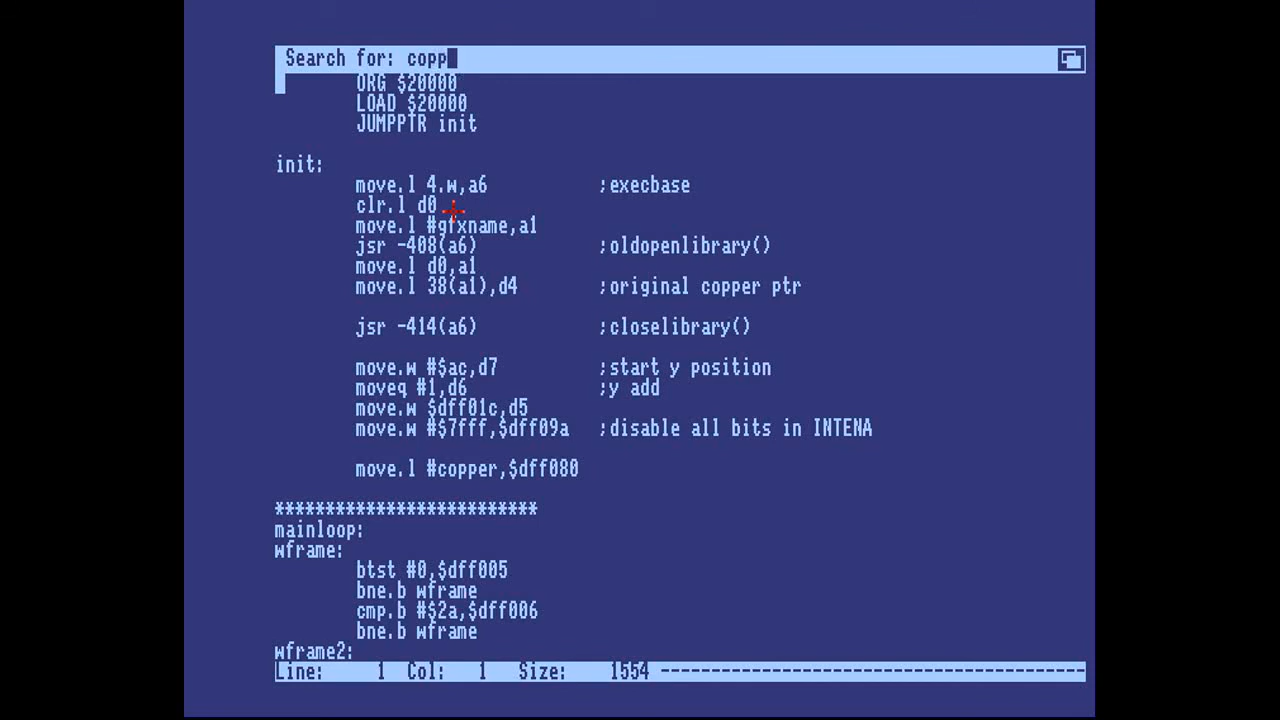 Search for: copp
ORG $20000
LOAD $20000
JUMPPTR init
init:
move.l 4.w,a6 ;execbase
clr.l d0
move.l #gfxname,a1
jsr -408(a6) ;oldopenlibrary()
move.l d0,a1
move.l 38(a1),d4 ;original copper ptr
jsr -414(a6) ;closelibrary()
move.w #$ac,d7 ;start y position
moveq #1,d6 ;y add
move.w $dff01c,d5
move.w #$7fff,$dff09a ;disable all bits in INTENA
move.l #copper,$dff080
**************************
mainloop:
wframe:
btst #0,$dff005
bne.b wframe
cmp.b #$2a,$dff006
bne.b wframe
wframe2:
Line: 1 Col: 1 Size: 1554 ------------------------------------------